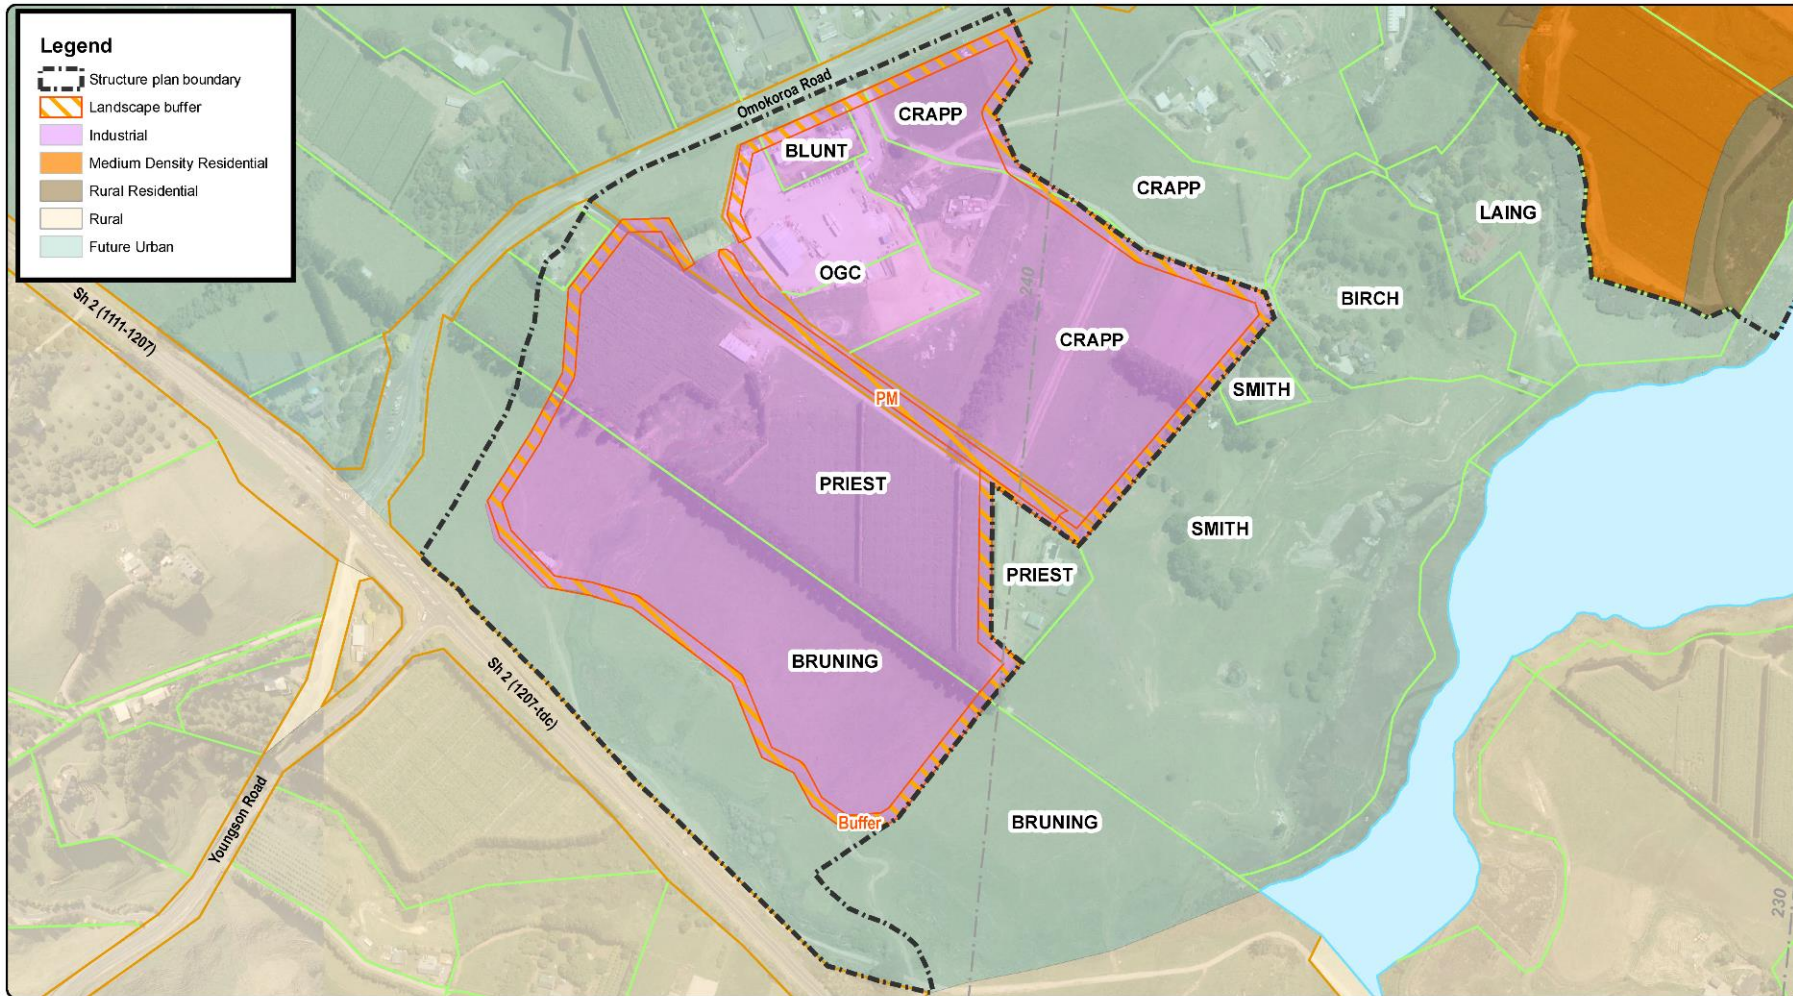 Legend
Structure plan boundary
Landscape buffer
Industrial
Medium Density Residential
Rural Residential
Rural
Future Urban
Omokoroa Road
CRAPP
BLUNT
CRAPP
LAING
OGC
240
BIRCH
Sh 2 (1111-1207)
CRAPP
SMITH
PM
PRIEST
SMITH
PRIEST
BRUNING
Sh 2 (1207-tdc)
Buffer
BRUNING
Youngson Road
230